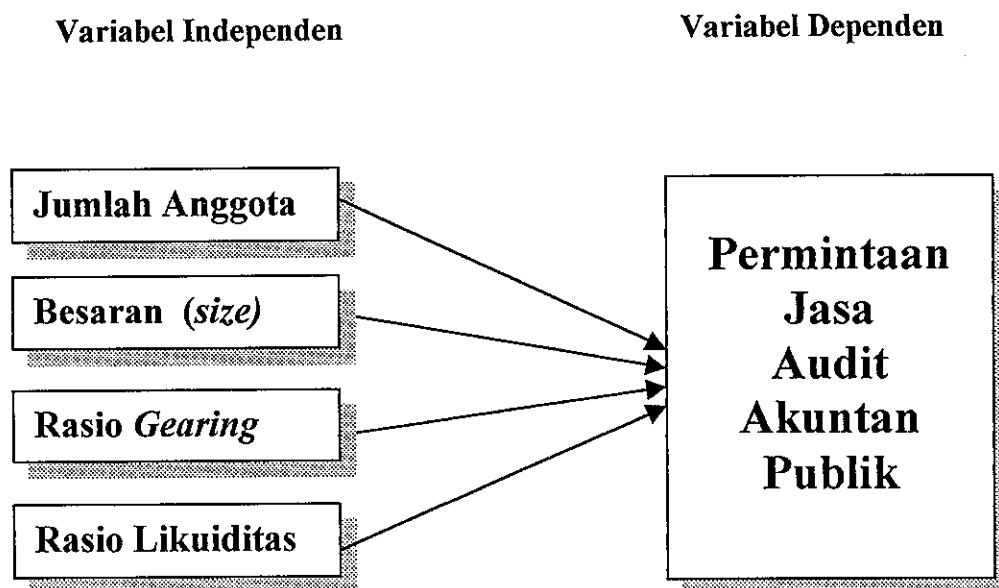 Variabel Independen
Variabel Dependen
Jumlah Anggota
Besaran (size)
Rasio Gearing
Rasio Likuiditas
Permintaan
Jasa
Audit
Akuntan
Publik